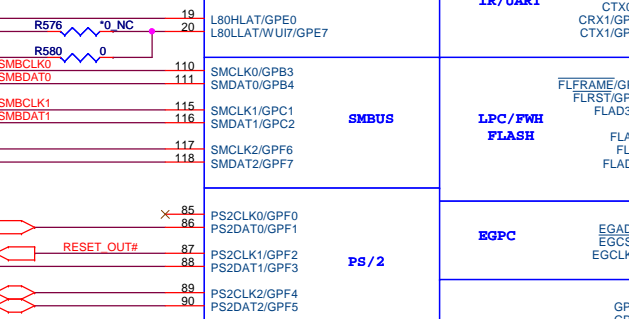 IR/UART
CTX0
19 L80HLAT/GPE0 CRX1/GP
R576 *0_NC 20 L80LLAT/WUI7/GPE7 CTX1/GP
R580 0
SMBCLK0 110 SMCLK0/GPB3
SMBDAT0 111 SMDAT0/GPB4 FLFRAME/G
FLRST/GP
SMBCLK1 115 SMCLK1/GPC1 FLAD3
SMBDAT1 116 SMDAT1/GPC2 SMBUS LPC/FWH
FLASH FLA
117 SMCLK2/GPF6 FL
118 SMDAT2/GPF7 FLAD
85 PS2CLK0/GPF0
86 PS2DAT0/GPF1 EGPC EGAD
EGCS
RESET_OUT# 87 PS2CLK1/GPF2 EGCLK
88 PS2DAT1/GPF3 PS/2
89 PS2CLK2/GPF4
90 PS2DAT2/GPF5 GP